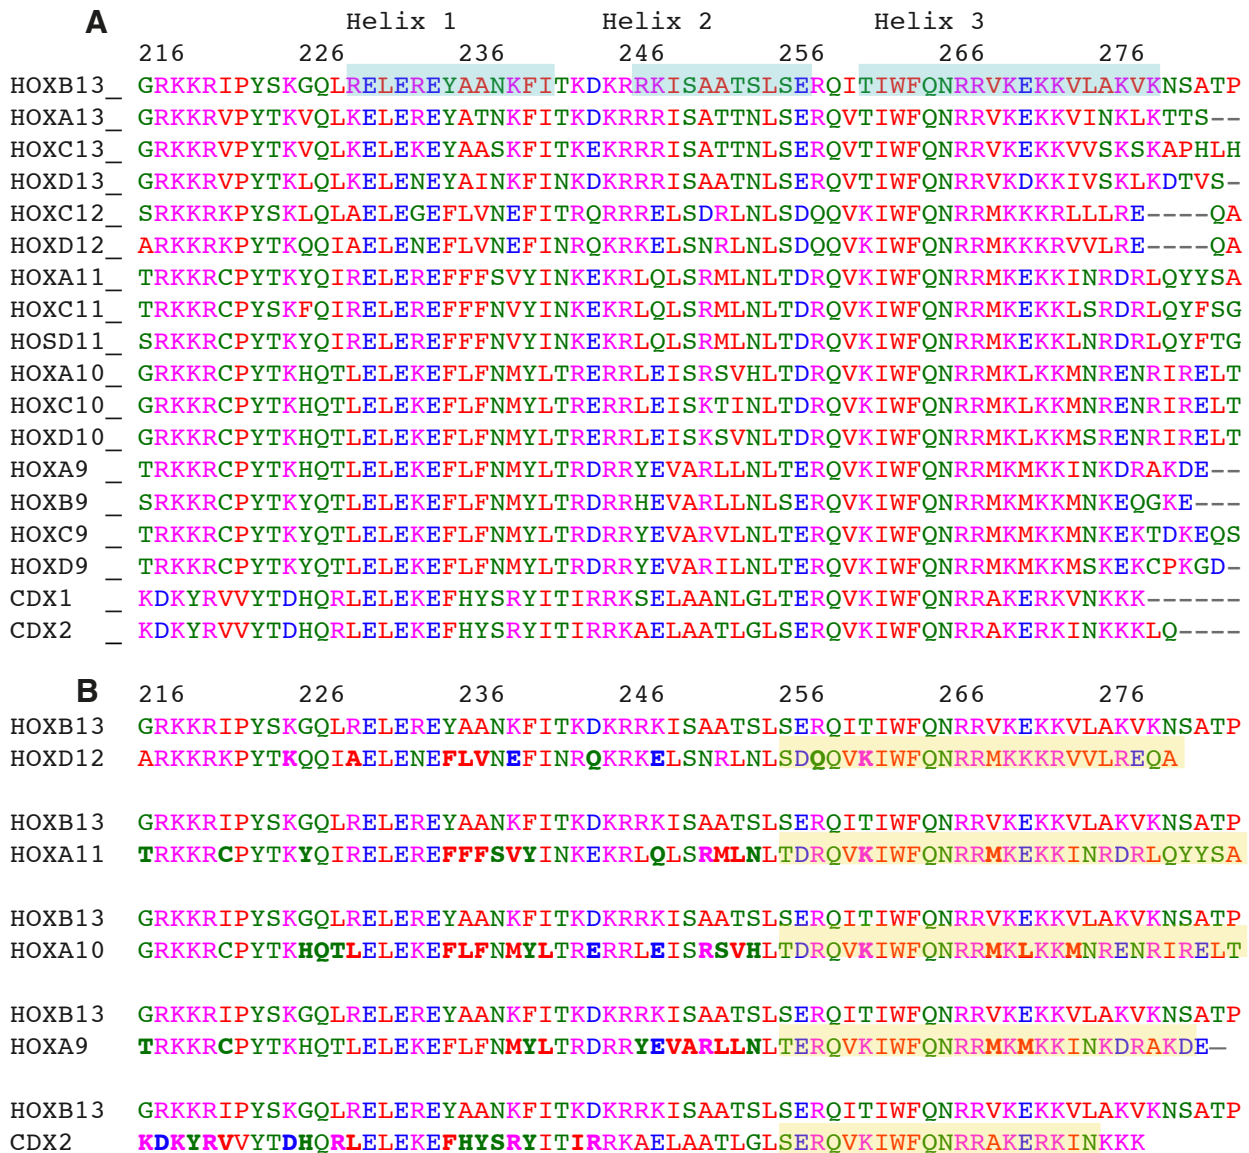 A Helix 1 Helix 2 Helix 3
216 226 236 246 256 266 276
HOXB13_ GRKKRIPYSKGQLRELEREYAANKFITKDKRRKISAATSLSERQITIWFQNRRVKEKKVLAKVKNSATP
HOXA13_ GRKKRVPYTKVQLKELEREYATNKFITKDKRRRISATTNLSERQVTIWFQNRRVKEKKVINKLKTTS--
HOXC13_ GRKKRVPYTKVQLKELEKEYAASKFITKEKRRRISATTNLSERQVTIWFQNRRVKEKKVVSKSKAPHLH
HOXD13_ GRKKRVPYTKLQLKELENEYAINKFINKDKRRRISAATNLSERQVTIWFQNRRVKDKKIVSKLKDTVS-
HOXC12_ SRKKRKPYSKLQLAELEGEFLVNEFITRQRRRELSDRLNLSDQQVKIWFQNRRMKKKRLLLRE----QA
HOXD12_ ARKKRKPYTKQQIAELENEFLVNEFINRQKRKELSNRLNLSDQQVKIWFQNRRMKKKRVVLRE----QA
HOXA11_ TRKKRCPYTKYQIRELEREFFFSVYINKEKRLQLSRMLNLTDRQVKIWFQNRRMKEKKINRDRLQYYSA
HOXC11_ TRKKRCPYSKFQIRELEREFFFNVYINKEKRLQLSRMLNLTDRQVKIWFQNRRMKEKKLSRDRLQYFSG
HOSD11_ SRKKRCPYTKYQIRELEREFFFNVYINKEKRLQLSRMLNLTDRQVKIWFQNRRMKEKKLNRDRLQYFTG
HOXA10_ GRKKRCPYTKHQTLELEKEFLFNMYLTRERRLEISRSVHLTDRQVKIWFQNRRMKLKKMNRENRIRELT
HOXC10_ GRKKRCPYTKHQTLELEKEFLFNMYLTRERRLEISKTINLTDRQVKIWFQNRRMKLKKMNRENRIRELT
HOXD10_ GRKKRCPYTKHQTLELEKEFLFNMYLTRERRLEISKSVNLTDRQVKIWFQNRRMKLKKMSRENRIRELT
HOXA9 _ TRKKRCPYTKHQTLELEKEFLFNMYLTRDRRYEVARLLNLTERQVKIWFQNRRMKMKKINKDRAKDE--
HOXB9 _ SRKKRCPYTKYQTLELEKEFLFNMYLTRDRRHEVARLLNLSERQVKIWFQNRRMKMKKMNKEQGKE---
HOXC9 _ TRKKRCPYTKYQTLELEKEFLFNMYLTRDRRYEVARVLNLTERQVKIWFQNRRMKMKKMNKEKTDKEQS
HOXD9 _ TRKKRCPYTKYQTLELEKEFLFNMYLTRDRRYEVARILNLTERQVKIWFQNRRMKMKKMSKEKCPKGD-
CDX1 _ KDKYRVVYTDHQRLELEKEFHYSRYITIRRKSELAANLGLTERQVKIWFQNRRAKERKVNKKK------
CDX2 _ KDKYRVVYTDHQRLELEKEFHYSRYITIRRKAELAATLGLSERQVKIWFQNRRAKERKINKKKLQ----
B 216 226 236 246 256 266 276
HOXB13 GRKKRIPYSKGQLRELEREYAANKFITKDKRRKISAATSLSERQITIWFQNRRVKEKKVLAKVKNSATP
HOXD12 ARKKRKPYTKQQIAELENEFLVNEFINRQKRKELSNRLNLSDQQVKIWFQNRRMKKKRVVLREQA
HOXB13 GRKKRIPYSKGQLRELEREYAANKFITKDKRRKISAATSLSERQITIWFQNRRVKEKKVLAKVKNSATP
HOXA11 TRKKRCPYTKYQIRELEREFFFSVYINKEKRLQLSRMLNLTDRQVKIWFQNRRMKEKKINRDRLQYYSA
HOXB13 GRKKRIPYSKGQLRELEREYAANKFITKDKRRKISAATSLSERQITIWFQNRRVKEKKVLAKVKNSATP
HOXA10 GRKKRCPYTKHQTLELEKEFLFNMYLTRERRLEISRSVHLTDRQVKIWFQNRRMKLKKMNRENRIRELT
HOXB13 GRKKRIPYSKGQLRELEREYAANKFITKDKRRKISAATSLSERQITIWFQNRRVKEKKVLAKVKNSATP
HOXA9 TRKKRCPYTKHQTLELEKEFLFNMYLTRDRRYEVARLLNLTERQVKIWFQNRRMKMKKINKDRAKDE-
HOXB13 GRKKRIPYSKGQLRELEREYAANKFITKDKRRKISAATSLSERQITIWFQNRRVKEKKVLAKVKNSATP
CDX2 KDKYRVVYTDHQRLELEKEFHYSRYITIRRKAELAATLGLSERQVKIWFQNRRAKERKINKKK